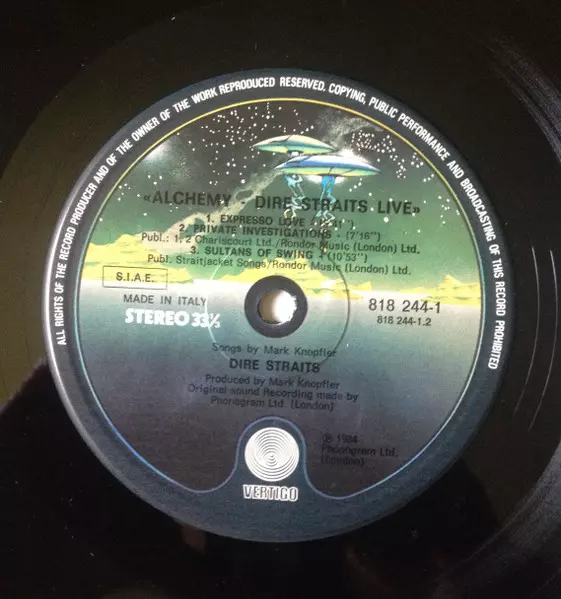 ALL RIGHTS OF THE RECORD PRODUCER AND OF THE OWNER OF THE WORK REPRODUCED RESERVED. COPYING, PUBLIC PERFORMANCE AND BROADCASTING OF THIS RECORD PROHIBITED
«ALCHEMY - DIRE STRAITS LIVE»
1. EXPRESSO LOVE
2. PRIVATE INVESTIGATIONS - (7'16")
Publ.: 1, 2 Chariscourt Ltd./Rondor Music (London) Ltd.
3. SULTANS OF SWING - (10'53")
Publ. Straitjacket Songs/Rondor Music (London) Ltd.
S.I.A.E.
MADE IN ITALY
STEREO 33⅓
818 244-1
818 244-1.2
Songs by Mark Knopfler
DIRE STRAITS
Produced by Mark Knopfler
Original sound Recording made by
Phonogram Ltd. (London)
℗ 1984
Phonogram Ltd.
(London)
VERTIGO